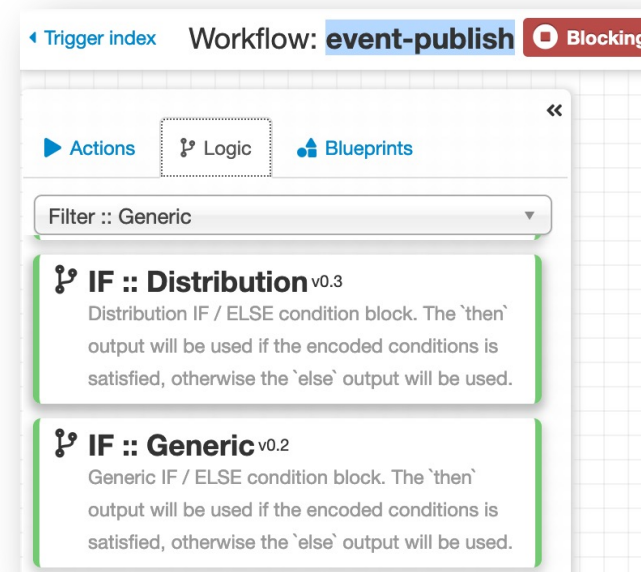 Trigger index Workflow: event-publish Blocking
Actions Logic Blueprints
Filter :: Generic
IF :: Distribution v0.3
Distribution IF / ELSE condition block. The `then`
output will be used if the encoded conditions is
satisfied, otherwise the `else` output will be used.
IF :: Generic v0.2
Generic IF / ELSE condition block. The `then`
output will be used if the encoded conditions is
satisfied, otherwise the `else` output will be used.